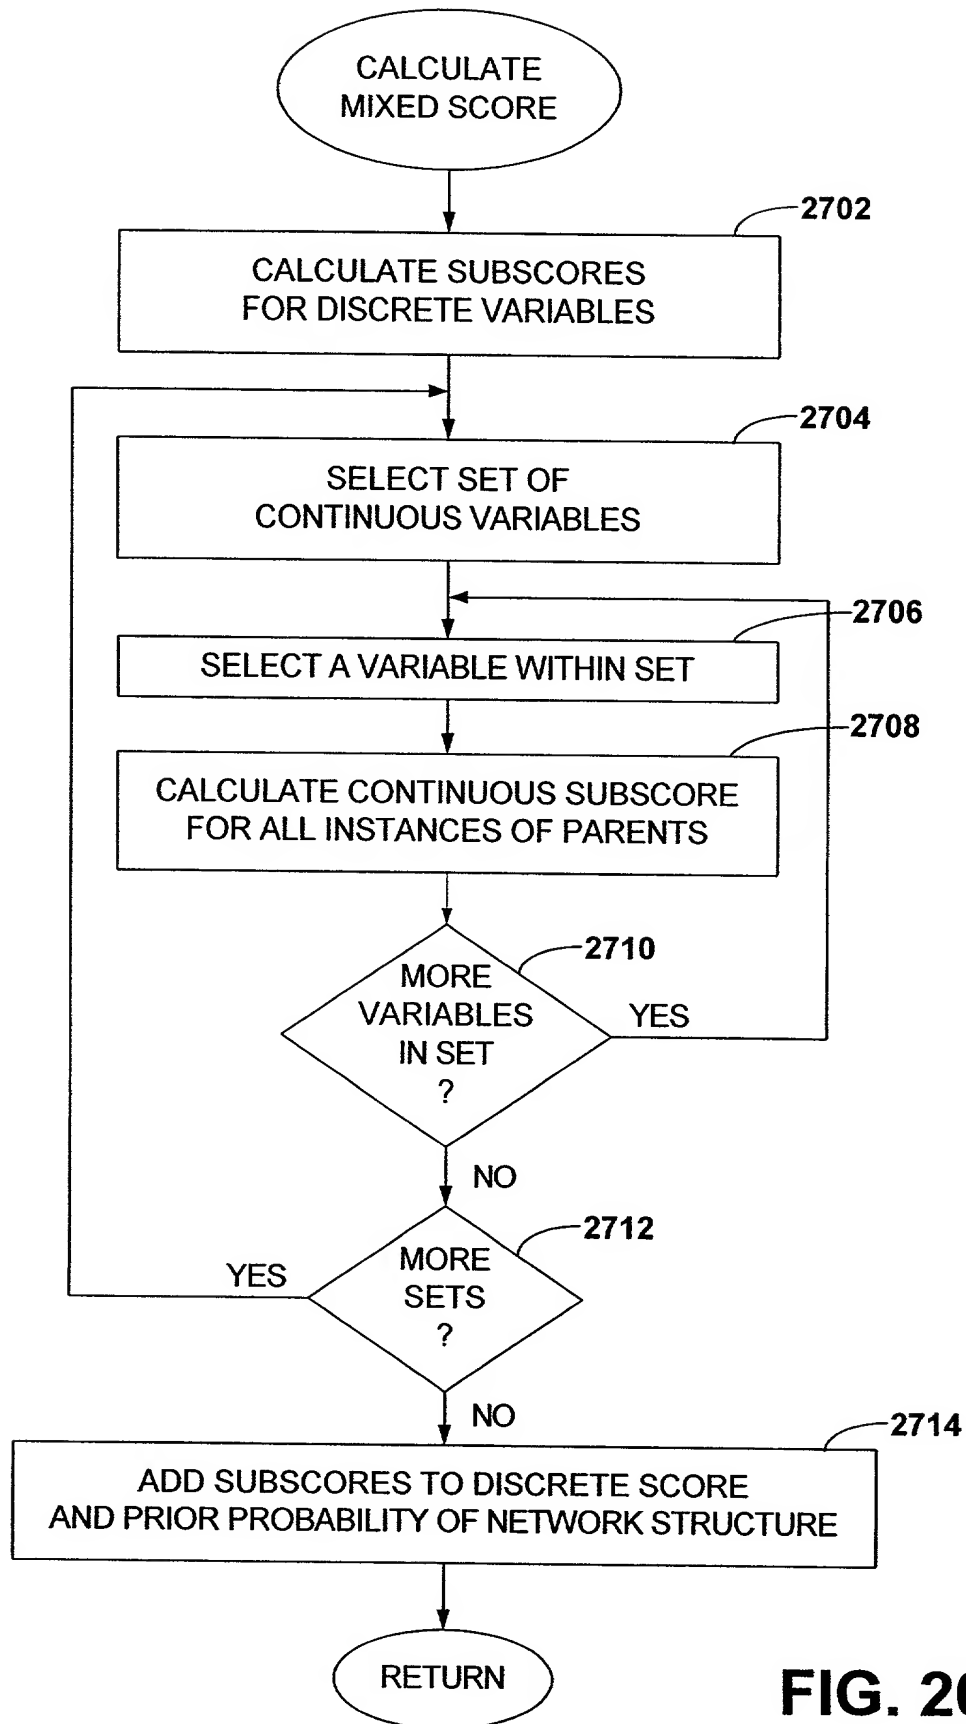 CALCULATE
MIXED SCORE
2702
CALCULATE SUBSCORES
FOR DISCRETE VARIABLES
2704
SELECT SET OF
CONTINUOUS VARIABLES
2706
SELECT A VARIABLE WITHIN SET
2708
CALCULATE CONTINUOUS SUBSCORE
FOR ALL INSTANCES OF PARENTS
2710
MORE
VARIABLES
IN SET
?
YES
NO
2712
MORE
SETS
?
YES
NO
2714
ADD SUBSCORES TO DISCRETE SCORE
AND PRIOR PROBABILITY OF NETWORK STRUCTURE
RETURN
FIG. 20